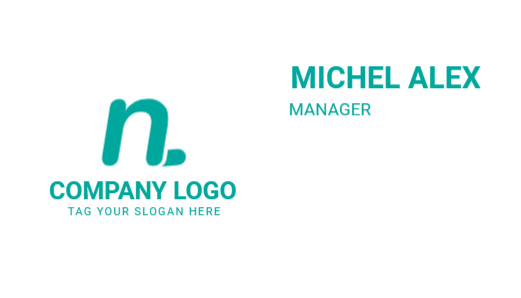 MICHEL ALEX
MANAGER
n.
COMPANY LOGO
TAG YOUR SLOGAN HERE